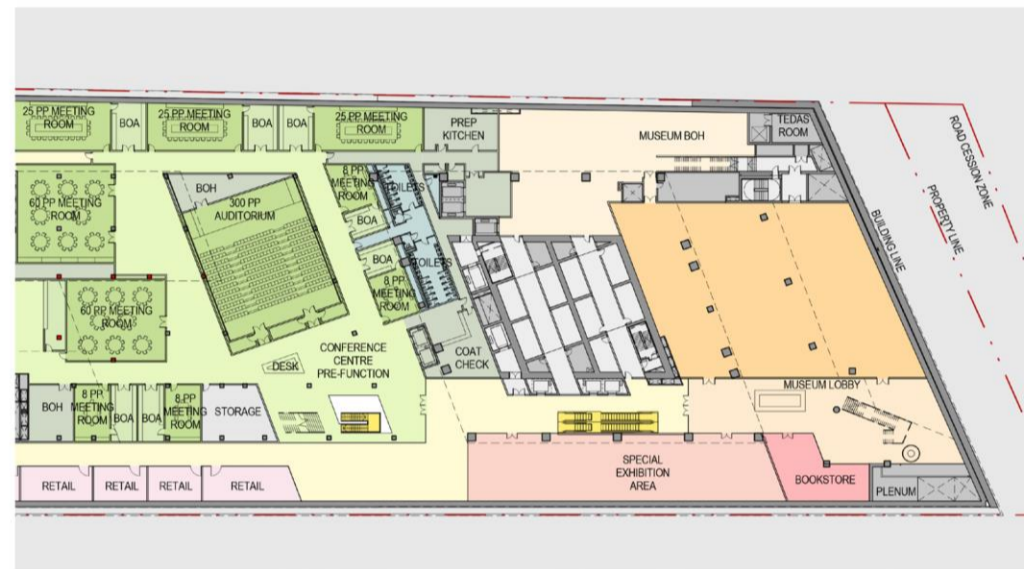 25 PP MEETING
ROOM
BOA
25 PP MEETING
ROOM
BOA
BOA
25 PP MEETING
ROOM
PREP
KITCHEN
MUSEUM BOH
TEDAS
ROOM
ROAD CESSION ZONE
PROPERTY LINE
BUILDING LINE
60 PP MEETING
ROOM
BOH
300 PP
AUDITORIUM
8 PP
MEETING
ROOM
TOILETS
BOA
BOA
TOILETS
8 PP
MEETING
ROOM
60 PP MEETING
ROOM
DESK
CONFERENCE
CENTRE
PRE-FUNCTION
COAT
CHECK
MUSEUM LOBBY
BOH
8 PP
MEETING
ROOM
BOA
BOA
8 PP
MEETING
ROOM
STORAGE
RETAIL
RETAIL
RETAIL
RETAIL
SPECIAL
EXHIBITION
AREA
BOOKSTORE
PLENUM